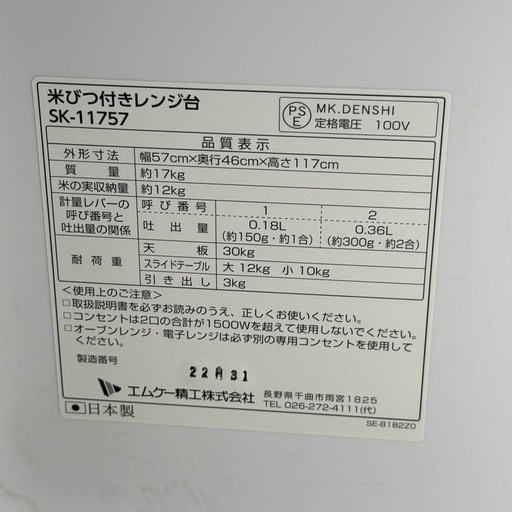 米びつ付きレンジ台
SK-11757
PS
E
MK.DENSHI
定格電圧 100V
品質表示
外形寸法 幅57cm×奥行46cm×高さ117cm
質量 約17kg
米の実収納量 約12kg
計量レバーの呼び番号と吐出量の関係
呼び番号 1 2
吐出量 0.18L (約150g・約1合) 0.36L (約300g・約2合)
耐荷重
天板 30kg
スライドテーブル 大 12kg 小 10kg
引き出し 3kg
<使用上のご注意>
□取扱説明書を必ずお読みのうえ、正しくお使いください。
□コンセントは2口の合計が1500Wを超えて使用しないでください。
□オーブンレンジ・電子レンジは必ず別の専用コンセントを使用してください。
製造番号
エムケー精工株式会社
長野県千曲市雨宮1825
TEL 026-272-4111(代)
日本製
SE-B182Z0